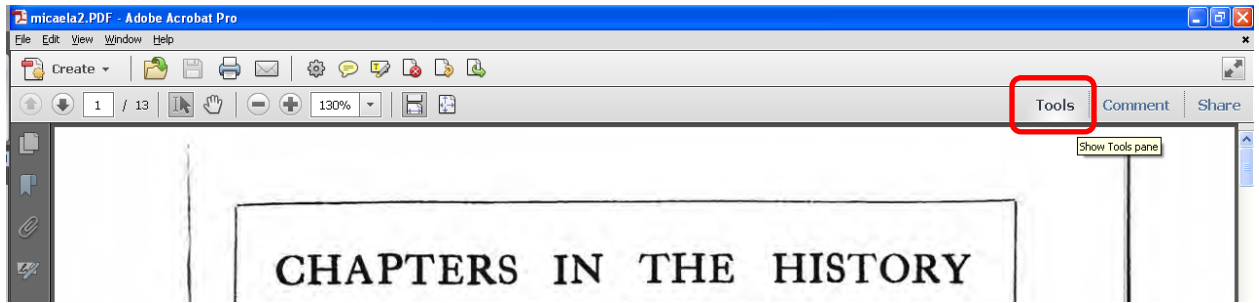 micaela2.PDF - Adobe Acrobat Pro
File Edit View Window Help
Create
1 / 13 130% Tools Comment Share
Show Tools pane
CHAPTERS IN THE HISTORY